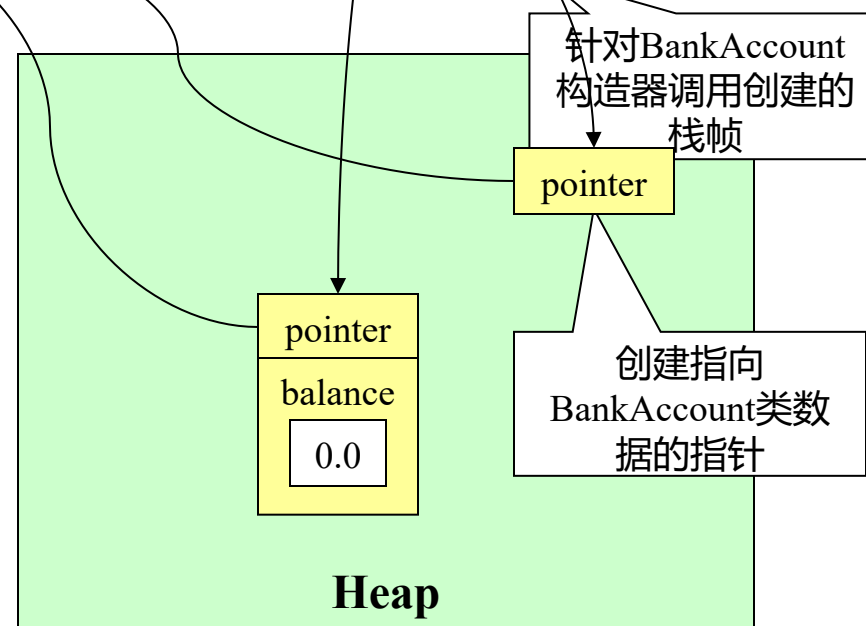 针对BankAccount
构造器调用创建的
栈帧
pointer
pointer
balance
0.0
创建指向
BankAccount类数
据的指针
Heap